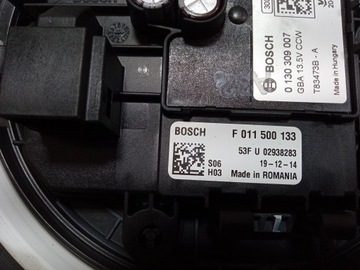 BOSCH
0 130 309 007
GBA 13.5V CCW
T83473B - A
Made in Hungary
BOSCH F 011 500 133
53F U 02938283
S06 19-12-14
H03 Made in ROMANIA